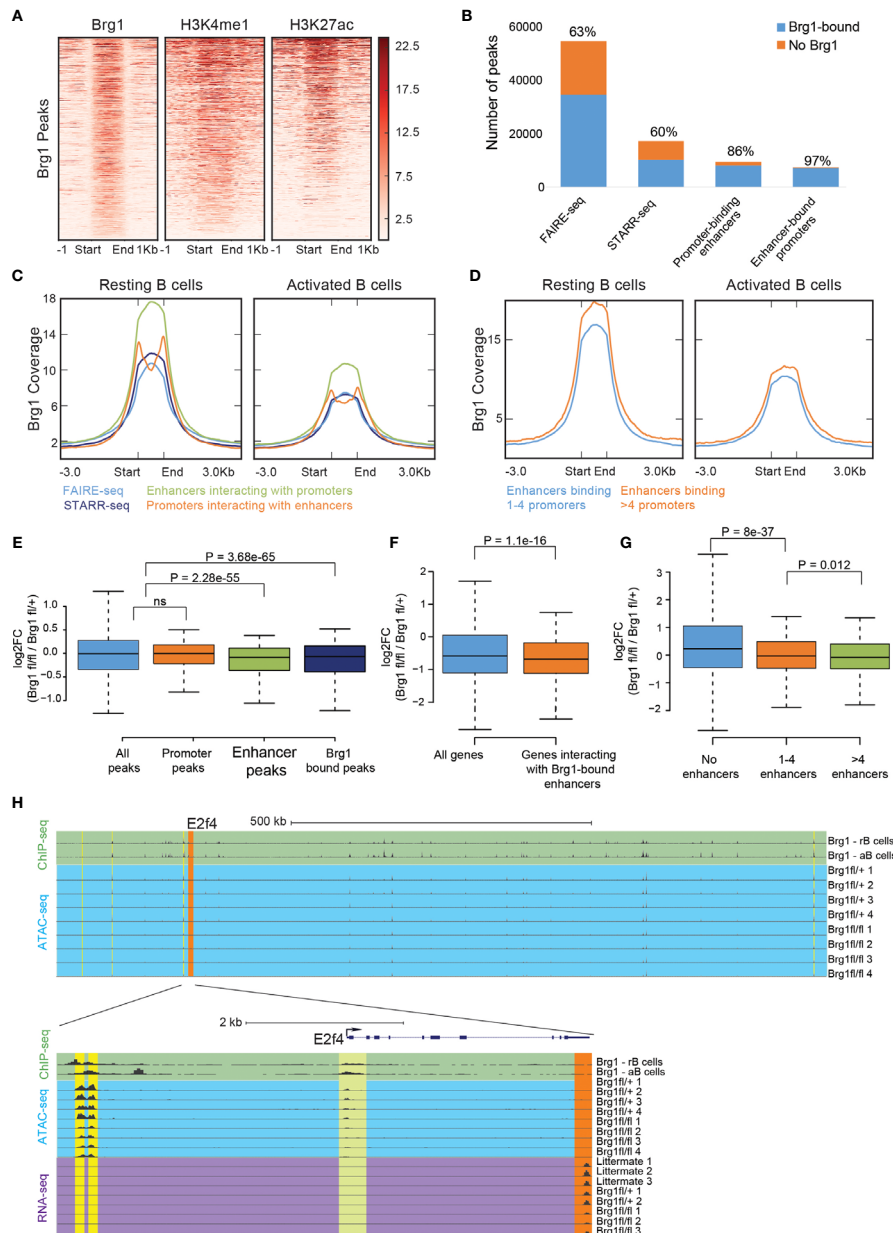 A
Brg1 H3K4me1 H3K27ac
Brg1 Peaks
22.5
17.5
12.5
7.5
2.5
-1 Start End 1Kb -1 Start End 1Kb -1 Start End 1Kb
B
Number of peaks
60000
40000
20000
0
63%
60%
86%
97%
Brg1-bound
No Brg1
FAIRE-seq
STARR-seq
Promoter-binding
enhancers
Enhancer-bound
promoters
C
Resting B cells Activated B cells
Brg1 Coverage
18
14
10
6
2
-3.0 Start End 3.0Kb -3.0 Start End 3.0Kb
FAIRE-seq Enhancers interacting with promoters
STARR-seq Promoters interacting with enhancers
D
Resting B cells Activated B cells
Brg1 Coverage
15
5
-3.0 Start End 3.0Kb -3.0 Start End 3.0Kb
Enhancers binding Enhancers binding
1-4 promorers >4 promoters
E
P = 3.68e-65
P = 2.28e-55
ns
log2FC
(Brg1 fl/fl / Brg1 fl/+)
1.0
0.5
0.0
−0.5
−1.0
All
peaks
Promoter
peaks
Enhancer
peaks
Brg1
bound peaks
F
P = 1.1e-16
log2FC
(Brg1 fl/fl / Brg1 fl/+)
2
1
0
−1
−2
All genes
Genes interacting
with Brg1-bound
enhancers
G
P = 8e-37
P = 0.012
log2FC
(Brg1 fl/fl / Brg1 fl/+)
3
2
1
0
−1
−2
No
enhancers
1-4
enhancers
>4
enhancers
H
500 kb
E2f4
ChIP-seq
Brg1 - rB cells
Brg1 - aB cells
ATAC-seq
Brg1fl/+ 1
Brg1fl/+ 2
Brg1fl/+ 3
Brg1fl/+ 4
Brg1fl/fl 1
Brg1fl/fl 2
Brg1fl/fl 3
Brg1fl/fl 4
2 kb
E2f4
ChIP-seq
Brg1 - rB cells
Brg1 - aB cells
ATAC-seq
Brg1fl/+ 1
Brg1fl/+ 2
Brg1fl/+ 3
Brg1fl/+ 4
Brg1fl/fl 1
Brg1fl/fl 2
Brg1fl/fl 3
Brg1fl/fl 4
RNA-seq
Littermate 1
Littermate 2
Littermate 3
Brg1fl/+ 1
Brg1fl/+ 2
Brg1fl/fl 1
Brg1fl/fl 2
Brg1fl/fl 3